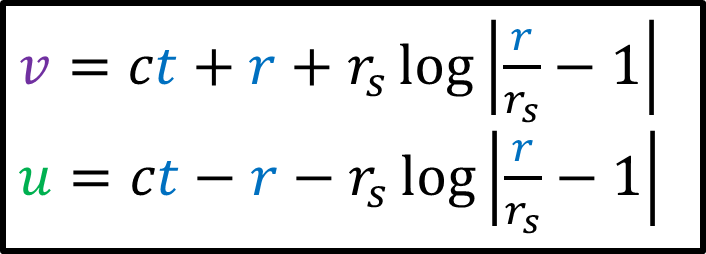 v = ct + r + r_s log |r/r_s − 1|
u = ct − r − r_s log |r/r_s − 1|